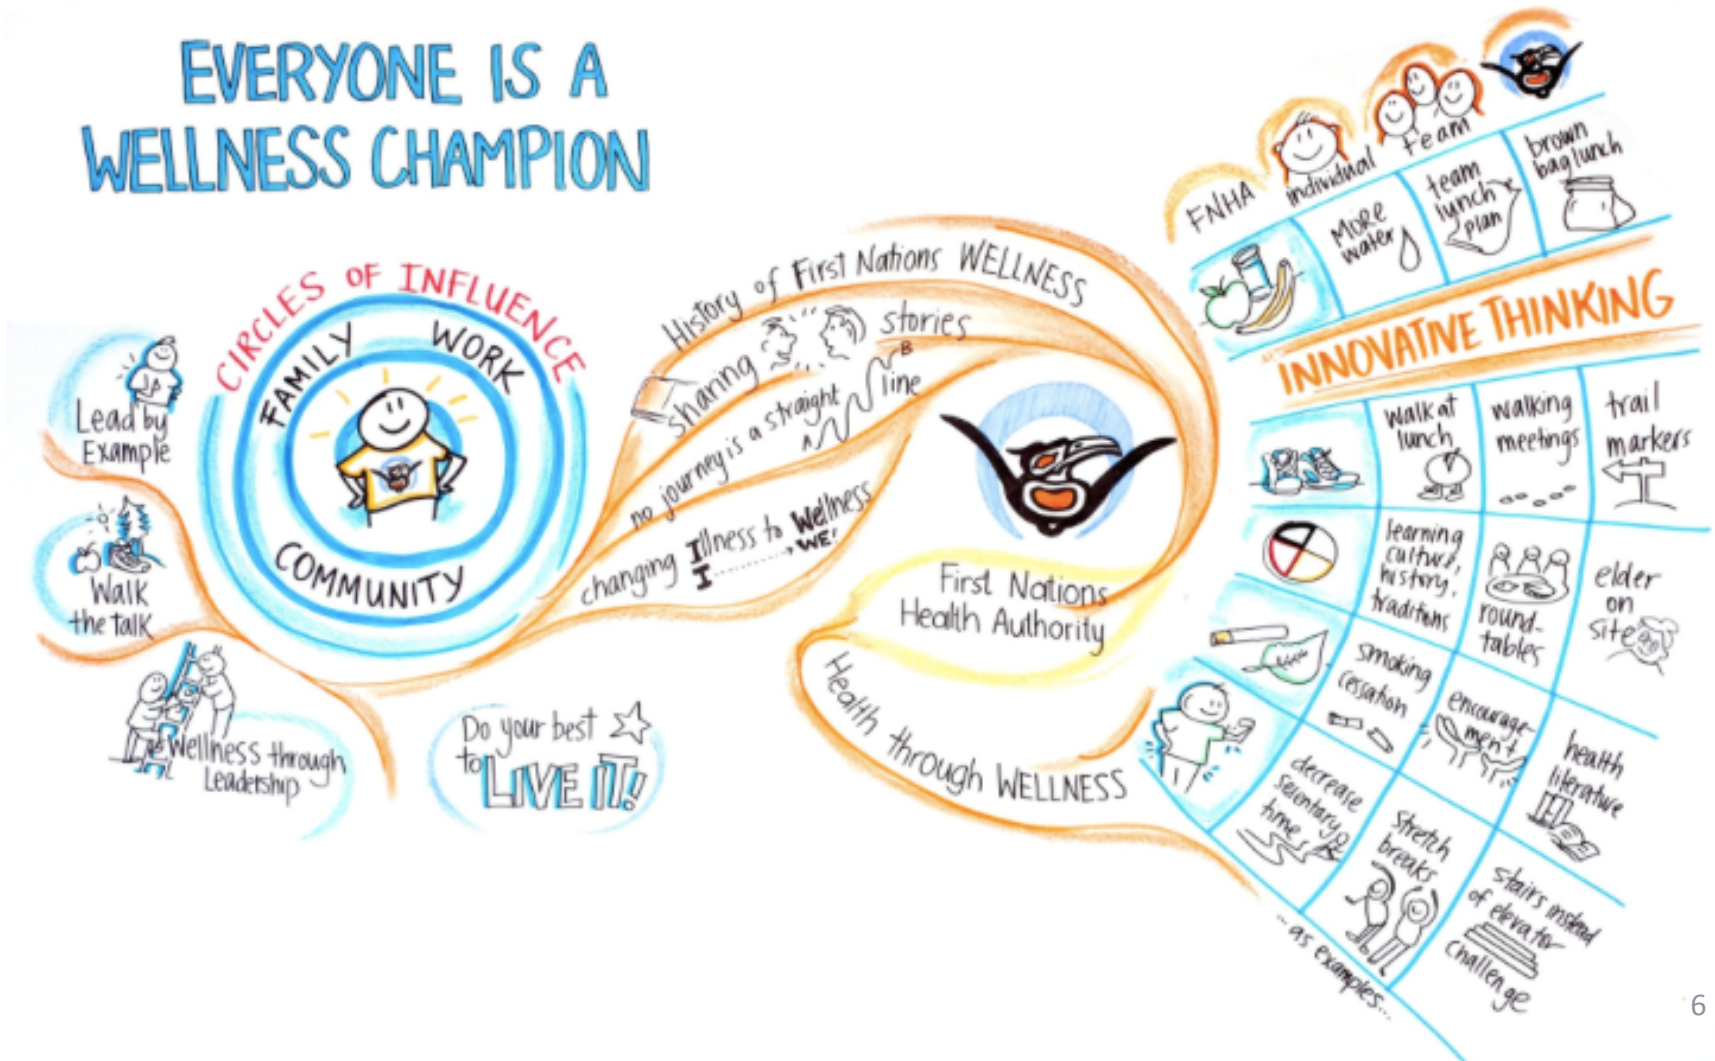 EVERYONE IS A
WELLNESS CHAMPION
CIRCLES OF INFLUENCE
FAMILY
WORK
COMMUNITY
Lead by
Example
Walk
the talk
Wellness through
Leadership
Do your best
to LIVE IT!
History of First Nations WELLNESS
sharing stories
no journey is a straight line
A
B
changing Illness to Wellness
I WE!
First Nations
Health Authority
Health through WELLNESS
FNHA
individual
team
More
water
team
lunch
plan
brown
bag lunch
INNOVATIVE THINKING
walk at
lunch
walking
meetings
trail
markers
learning
culture,
history,
traditions
round-
tables
elder
on
site
smoking
cessation
encourage-
ment
health
literature
decrease
sedentary
time
stretch
breaks
stairs instead
of elevator
challenge
...as examples...
6